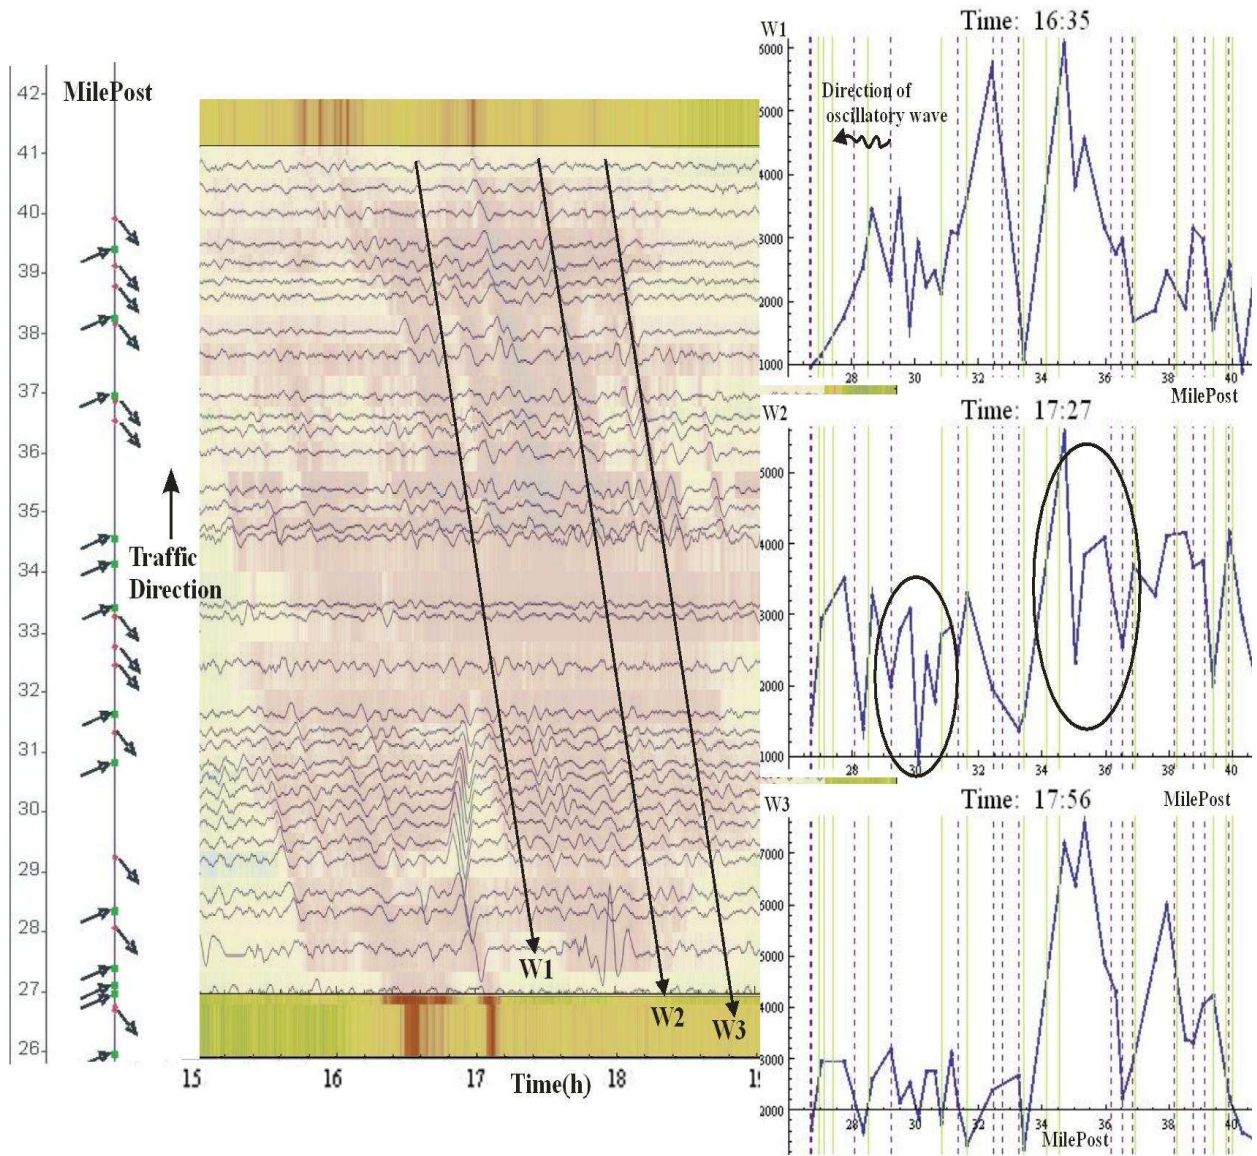 MilePost
42
41
40
39
38
37
36
35
34
33
32
31
30
29
28
27
26
Traffic
Direction
W1
W2
W3
15 16 17 18 19
Time(h)
W1 Time: 16:35
6000
5000
4000
3000
2000
1000
Direction of
oscillatory wave
28 30 32 34 36 38 40
MilePost
W2 Time: 17:27
5000
4000
3000
2000
1000
28 30 32 34 36 38 40
MilePost
W3 Time: 17:56
7000
6000
5000
4000
3000
2000
28 30 32 34 36 38 40
MilePost